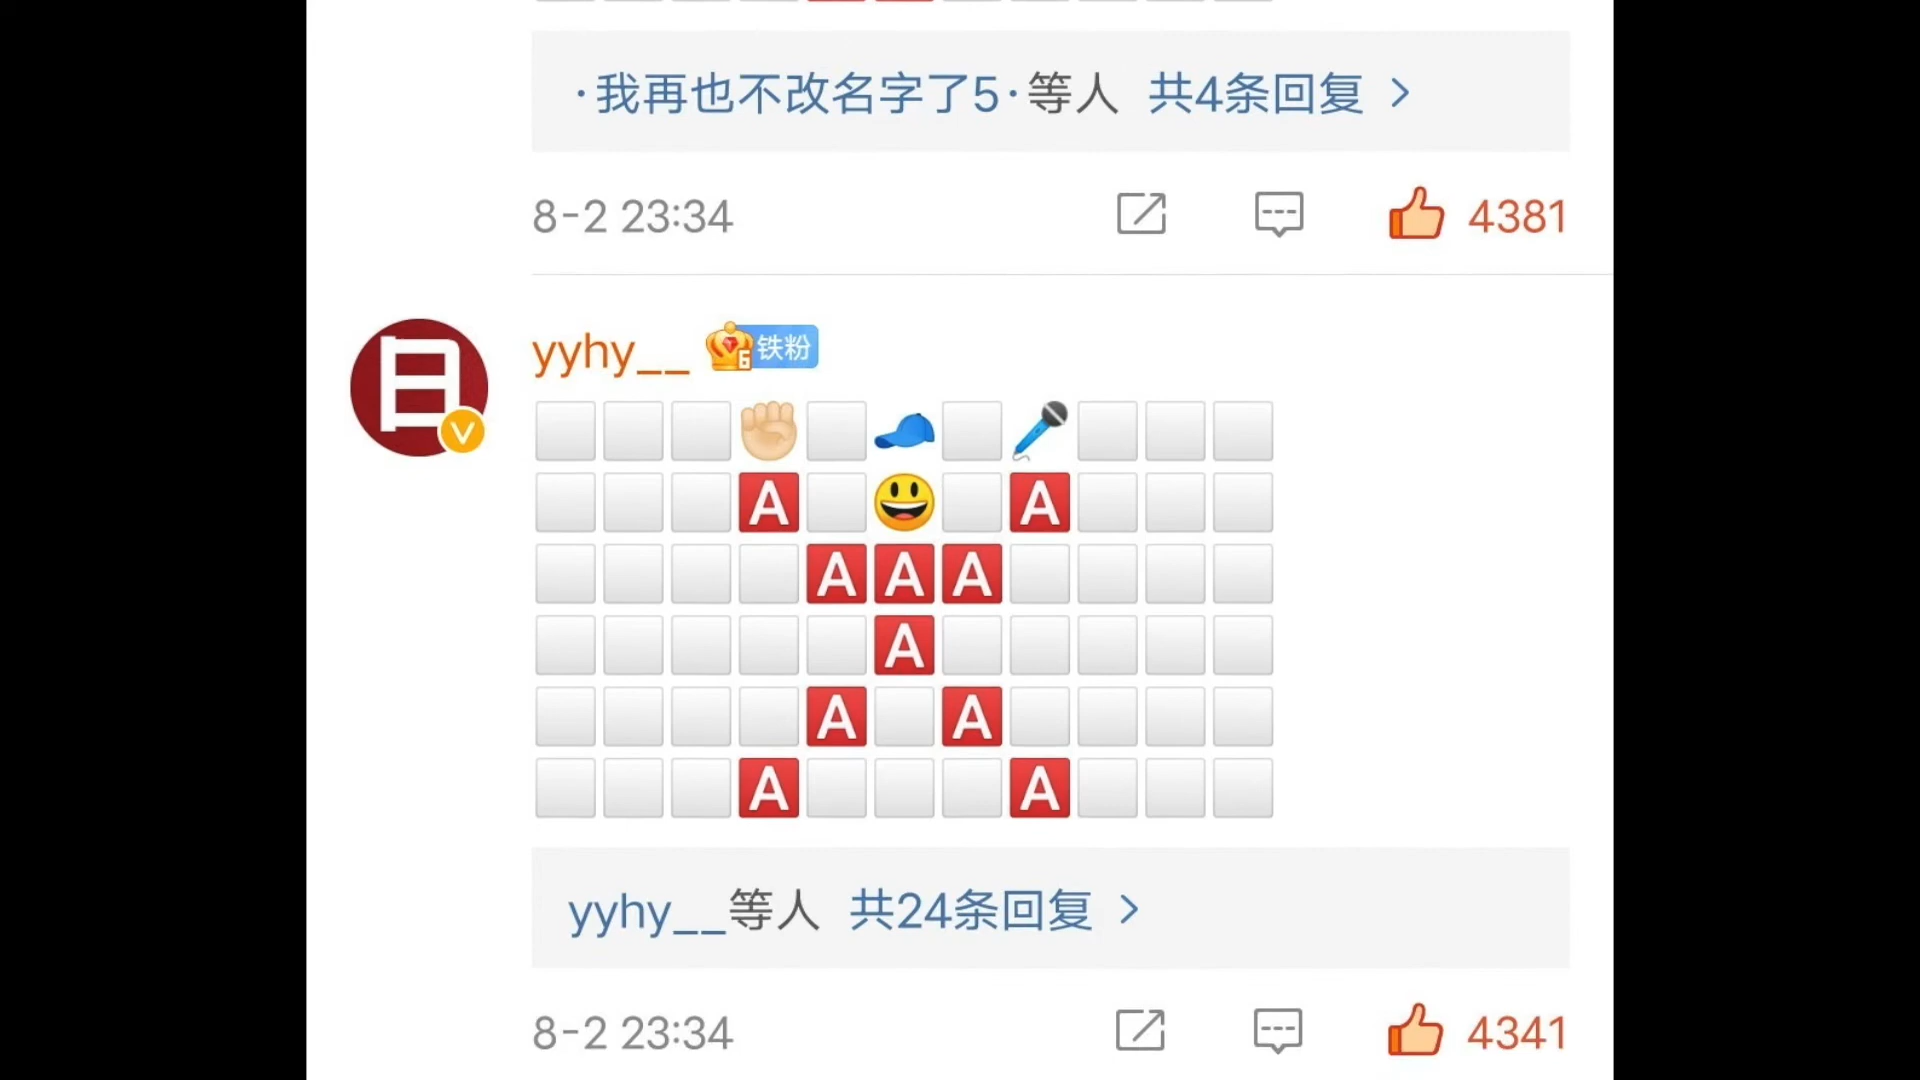 ·我再也不改名字了5·等人 共4条回复 >
8-2 23:34
4381
日
yyhy__ 6 铁粉
A A
A A A
A
A A
A A
yyhy__等人 共24条回复 >
8-2 23:34
4341